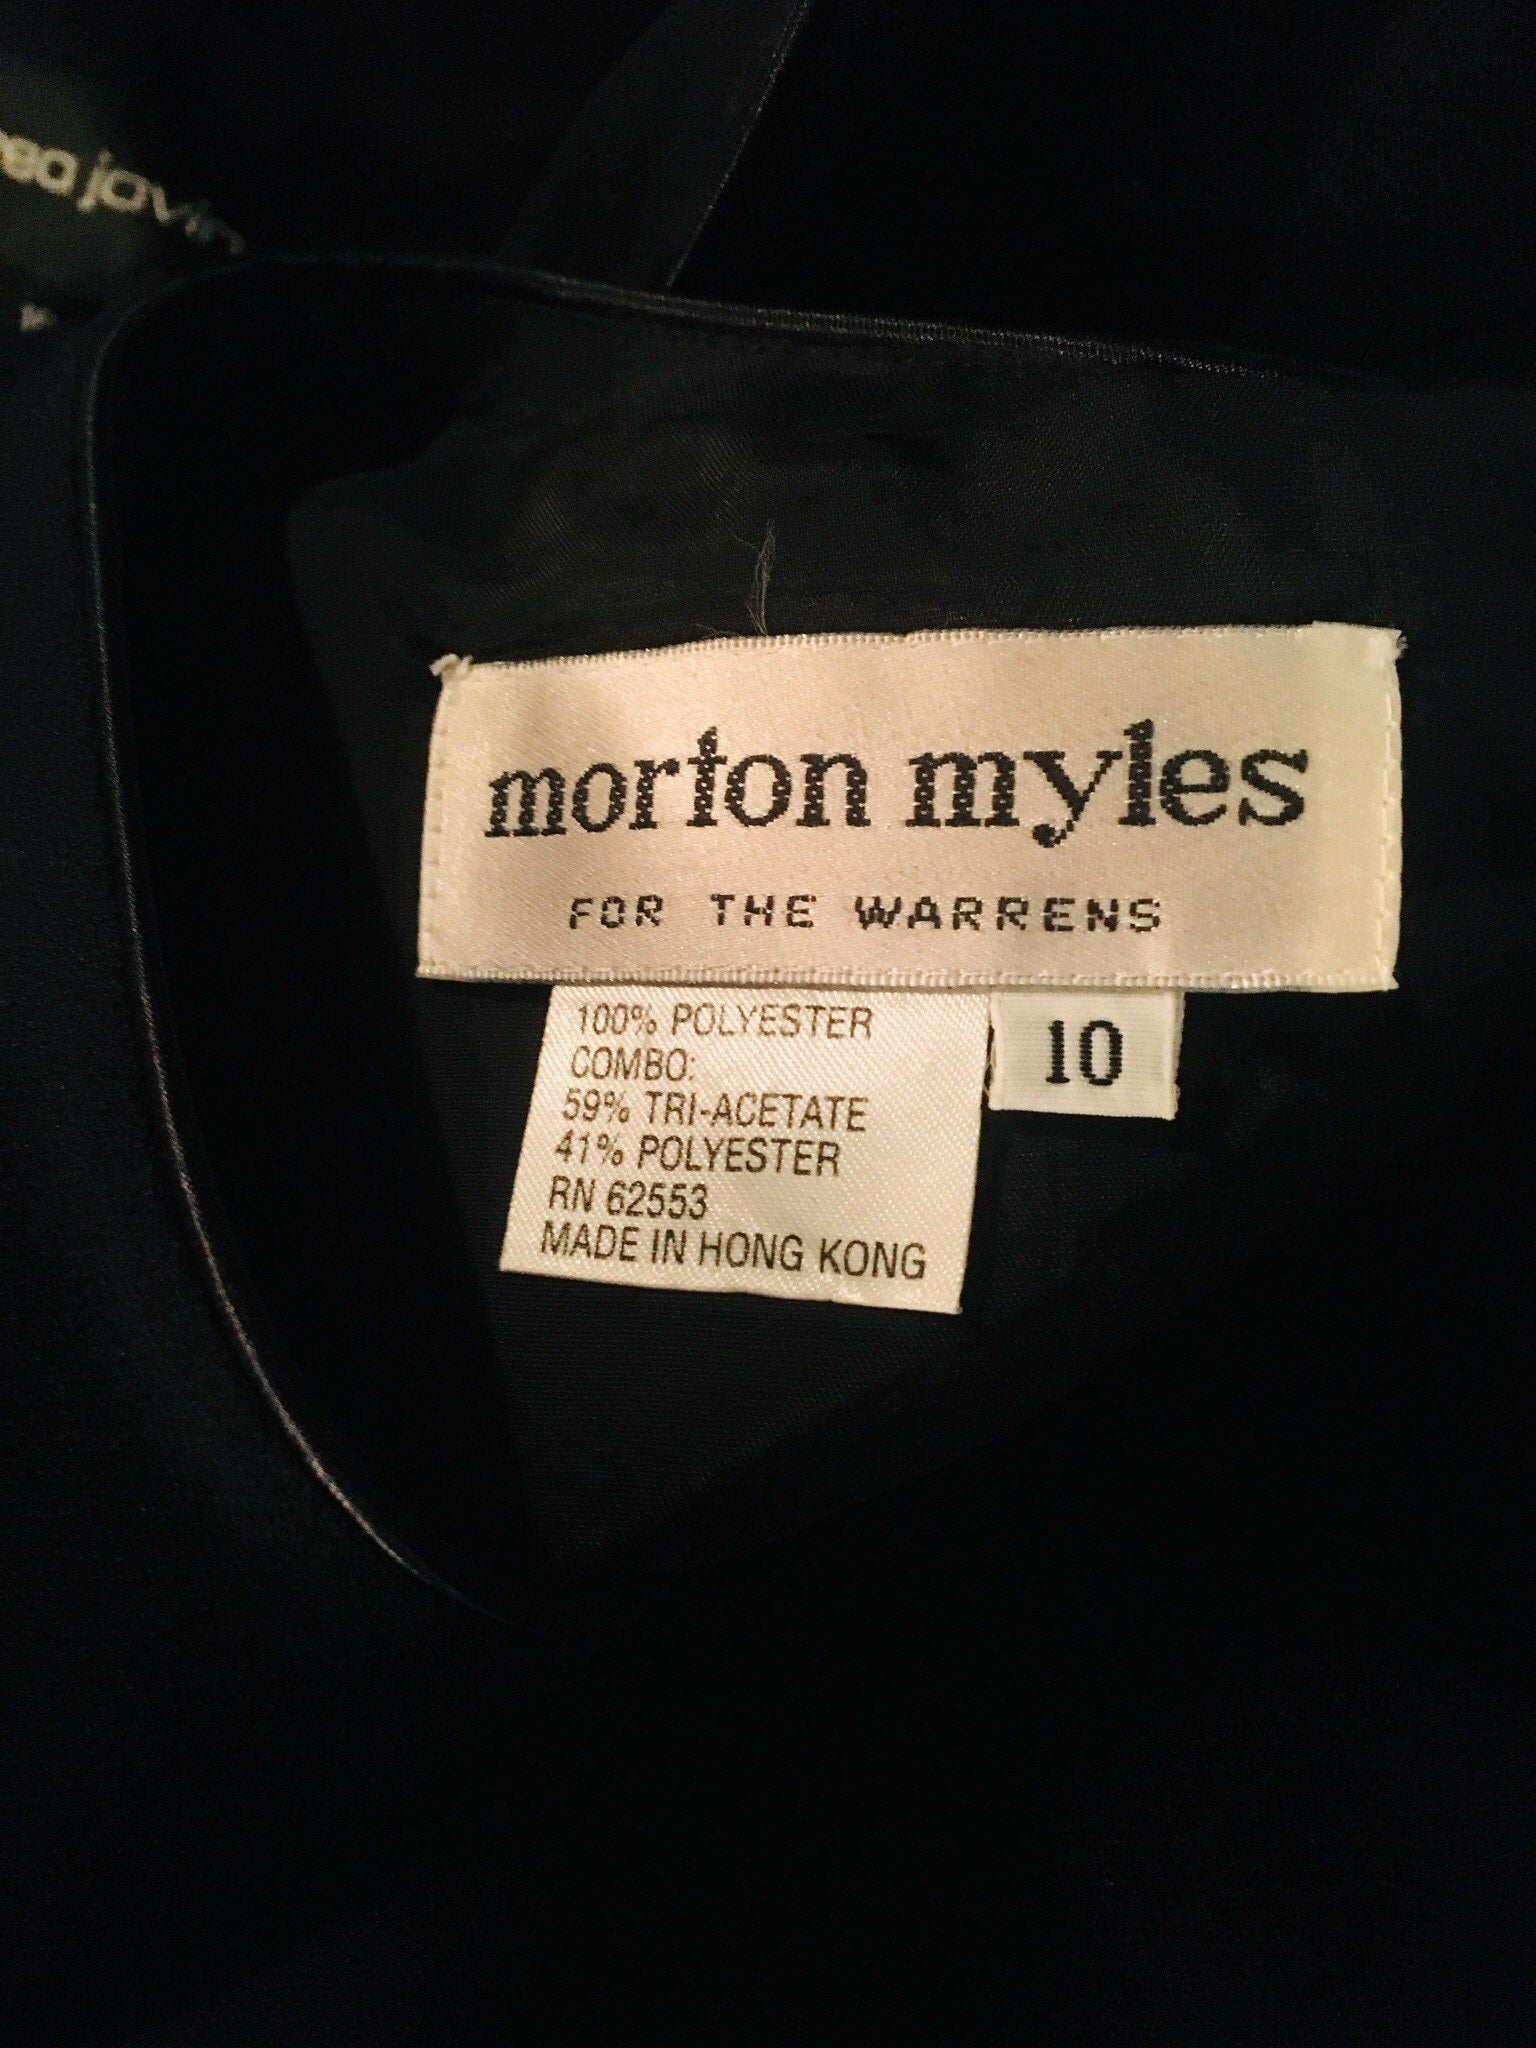 morton myles
FOR THE WARRENS
10
100% POLYESTER
COMBO:
59% TRI-ACETATE
41% POLYESTER
RN 62553
MADE IN HONG KONG